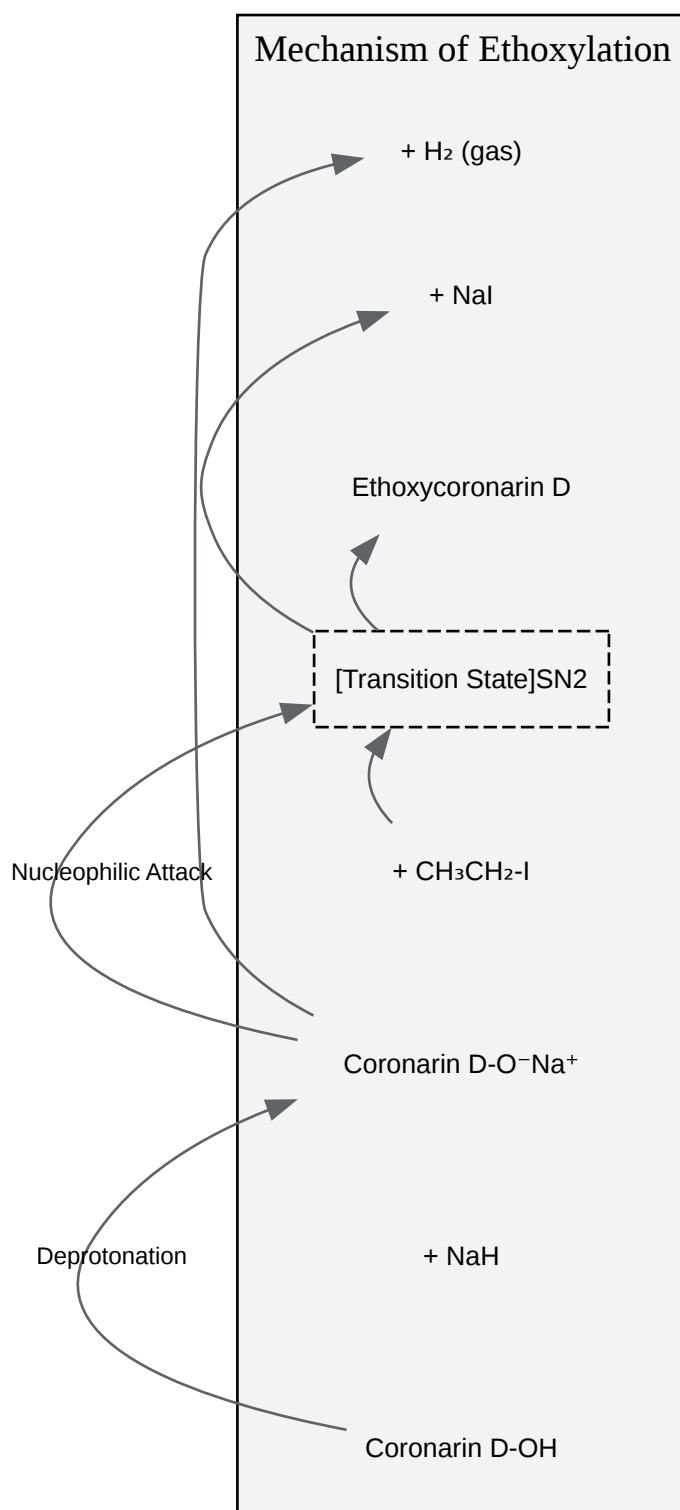 Mechanism of Ethoxylation
+ H₂ (gas)
+ NaI
Ethoxycoronarin D
[Transition State]SN2
Nucleophilic Attack
+ CH₃CH₂-I
Coronarin D-O⁻Na⁺
Deprotonation
+ NaH
Coronarin D-OH